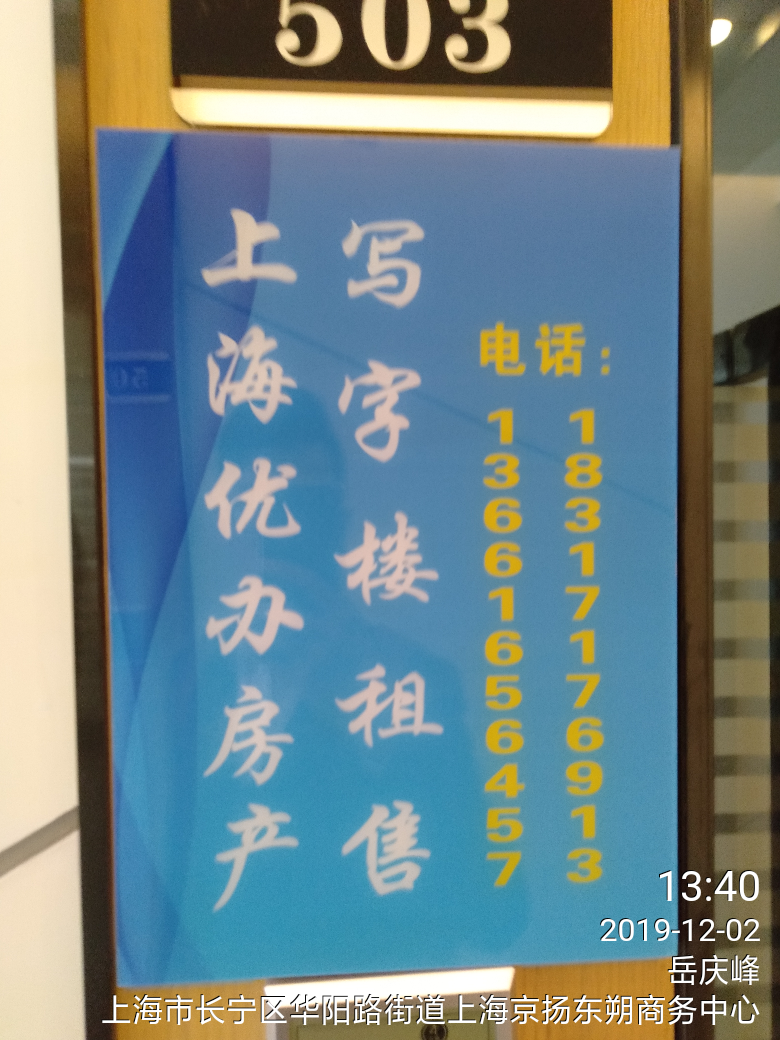 503
上海优办房产
写字楼租售
电话：
13661656457
18317176913
13:40
2019-12-02
岳庆峰
上海市长宁区华阳路街道上海京扬东朔商务中心